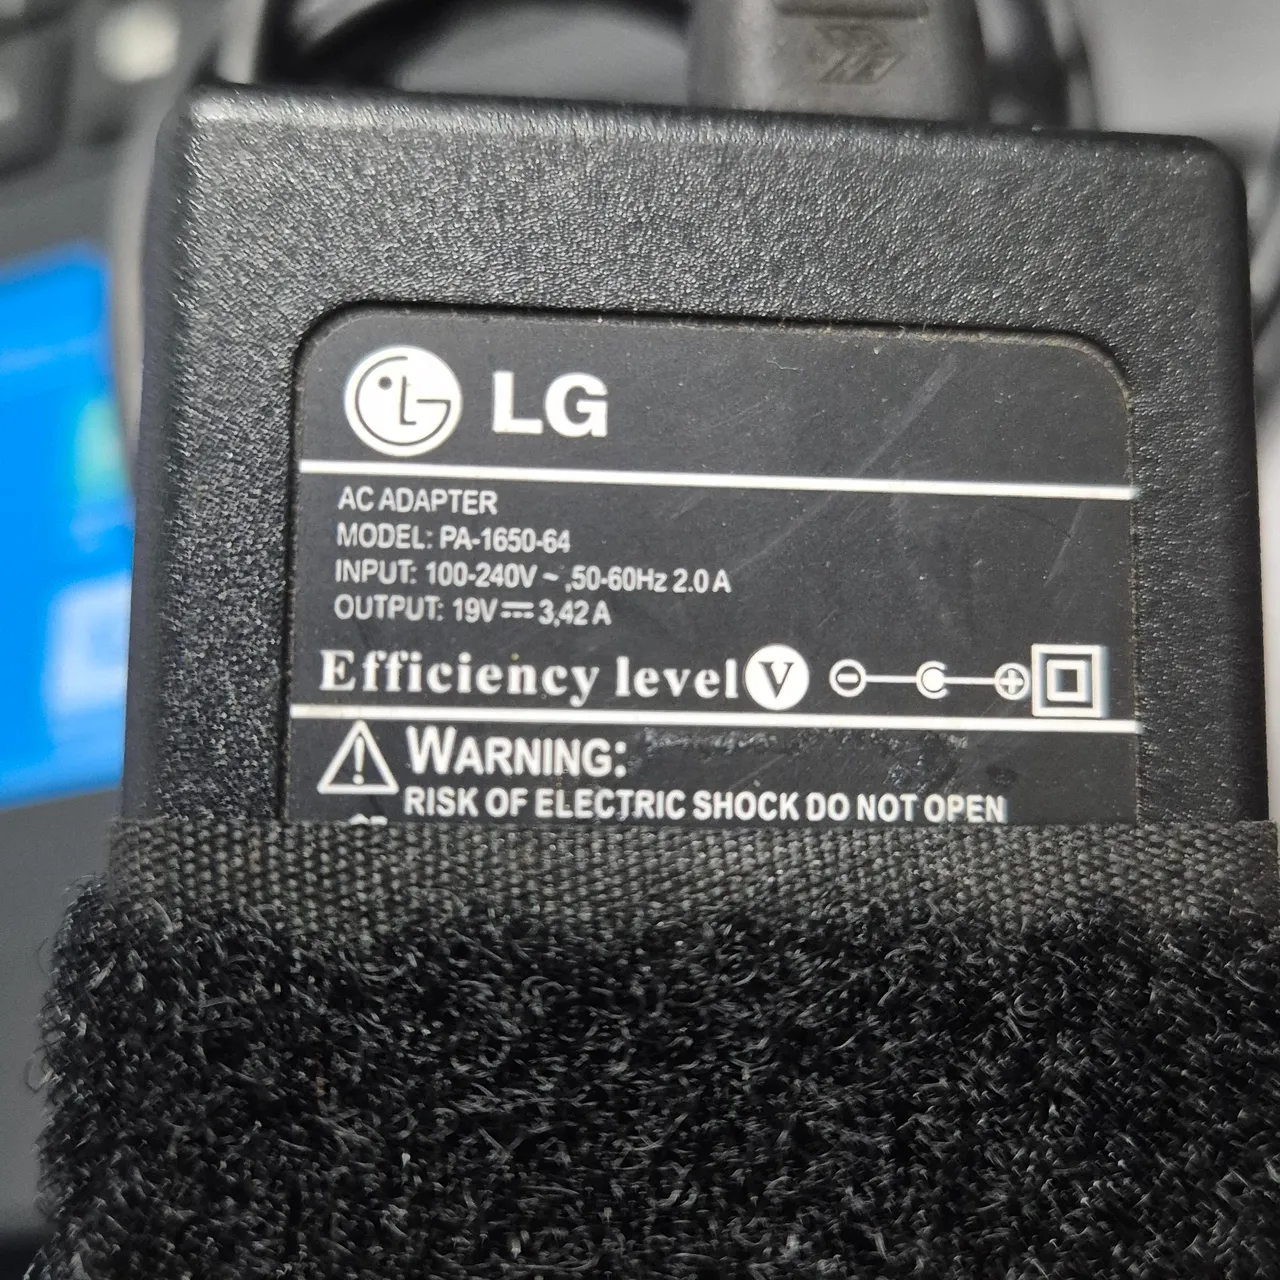 LG
AC ADAPTER
MODEL: PA-1650-64
INPUT: 100-240V ~ ,50-60Hz 2.0 A
OUTPUT: 19V ⎓ 3,42 A
Efficiency level V
WARNING:
RISK OF ELECTRIC SHOCK DO NOT OPEN